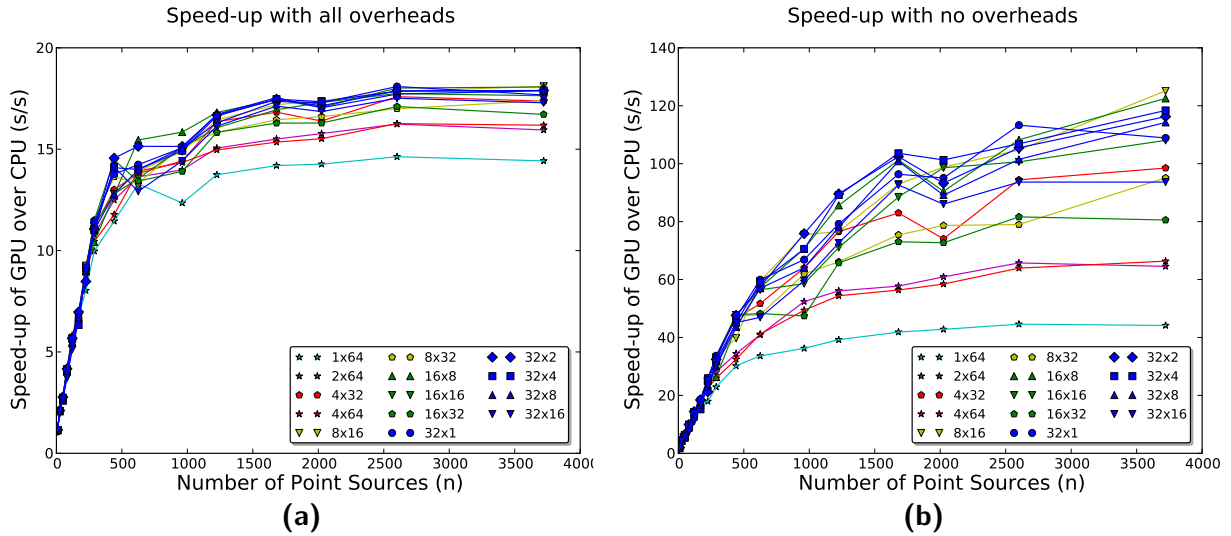 Speed-up with all overheads
Speed-up of GPU over CPU (s/s)
20
15
10
5
0
0 500 1000 1500 2000 2500 3000 3500 4000
Number of Point Sources (n)
1x64
2x64
4x32
4x64
8x16
8x32
16x8
16x16
16x32
32x1
32x2
32x4
32x8
32x16
(a)
Speed-up with no overheads
Speed-up of GPU over CPU (s/s)
140
120
100
80
60
40
20
0
0 500 1000 1500 2000 2500 3000 3500 4000
Number of Point Sources (n)
1x64
2x64
4x32
4x64
8x16
8x32
16x8
16x16
16x32
32x1
32x2
32x4
32x8
32x16
(b)